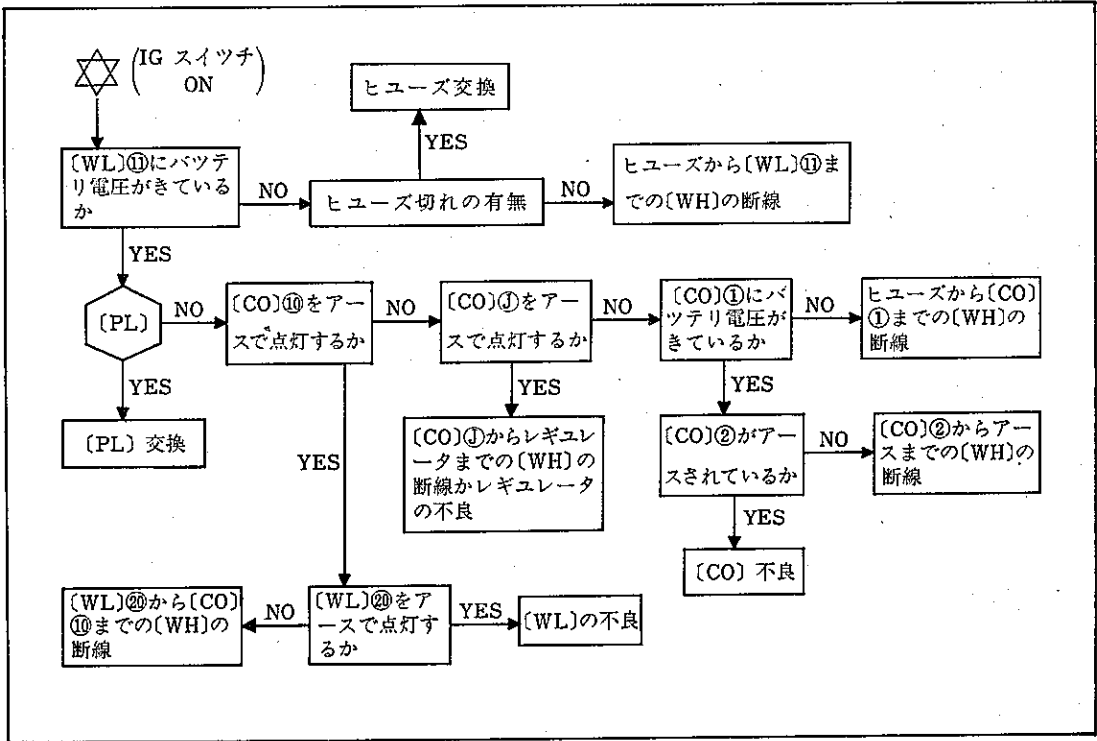 (IG スイツチ
ON)
ヒユーズ交換
YES
〔WL〕⑪にバツテ
リ電圧がきている
か
NO
ヒユーズ切れの有無
NO
ヒユーズから〔WL〕⑪ま
での〔WH〕の断線
YES
〔PL〕
NO
〔CO〕⑩をアー
スで点灯するか
NO
〔CO〕Ⓙをアー
スで点灯するか
NO
〔CO〕①にバ
ツテリ電圧が
きているか
NO
ヒユーズから〔CO〕
①までの〔WH〕の
断線
YES
〔PL〕交換
YES
YES
〔CO〕Ⓙからレギユレ
ータまでの〔WH〕の
断線かレギユレータ
の不良
YES
〔CO〕②がアー
スされているか
NO
〔CO〕②からアー
スまでの〔WH〕の
断線
YES
〔CO〕不良
〔WL〕⑳から〔CO〕
⑩までの〔WH〕の
断線
NO
〔WL〕⑳をア
ースで点灯す
るか
YES
〔WL〕の不良